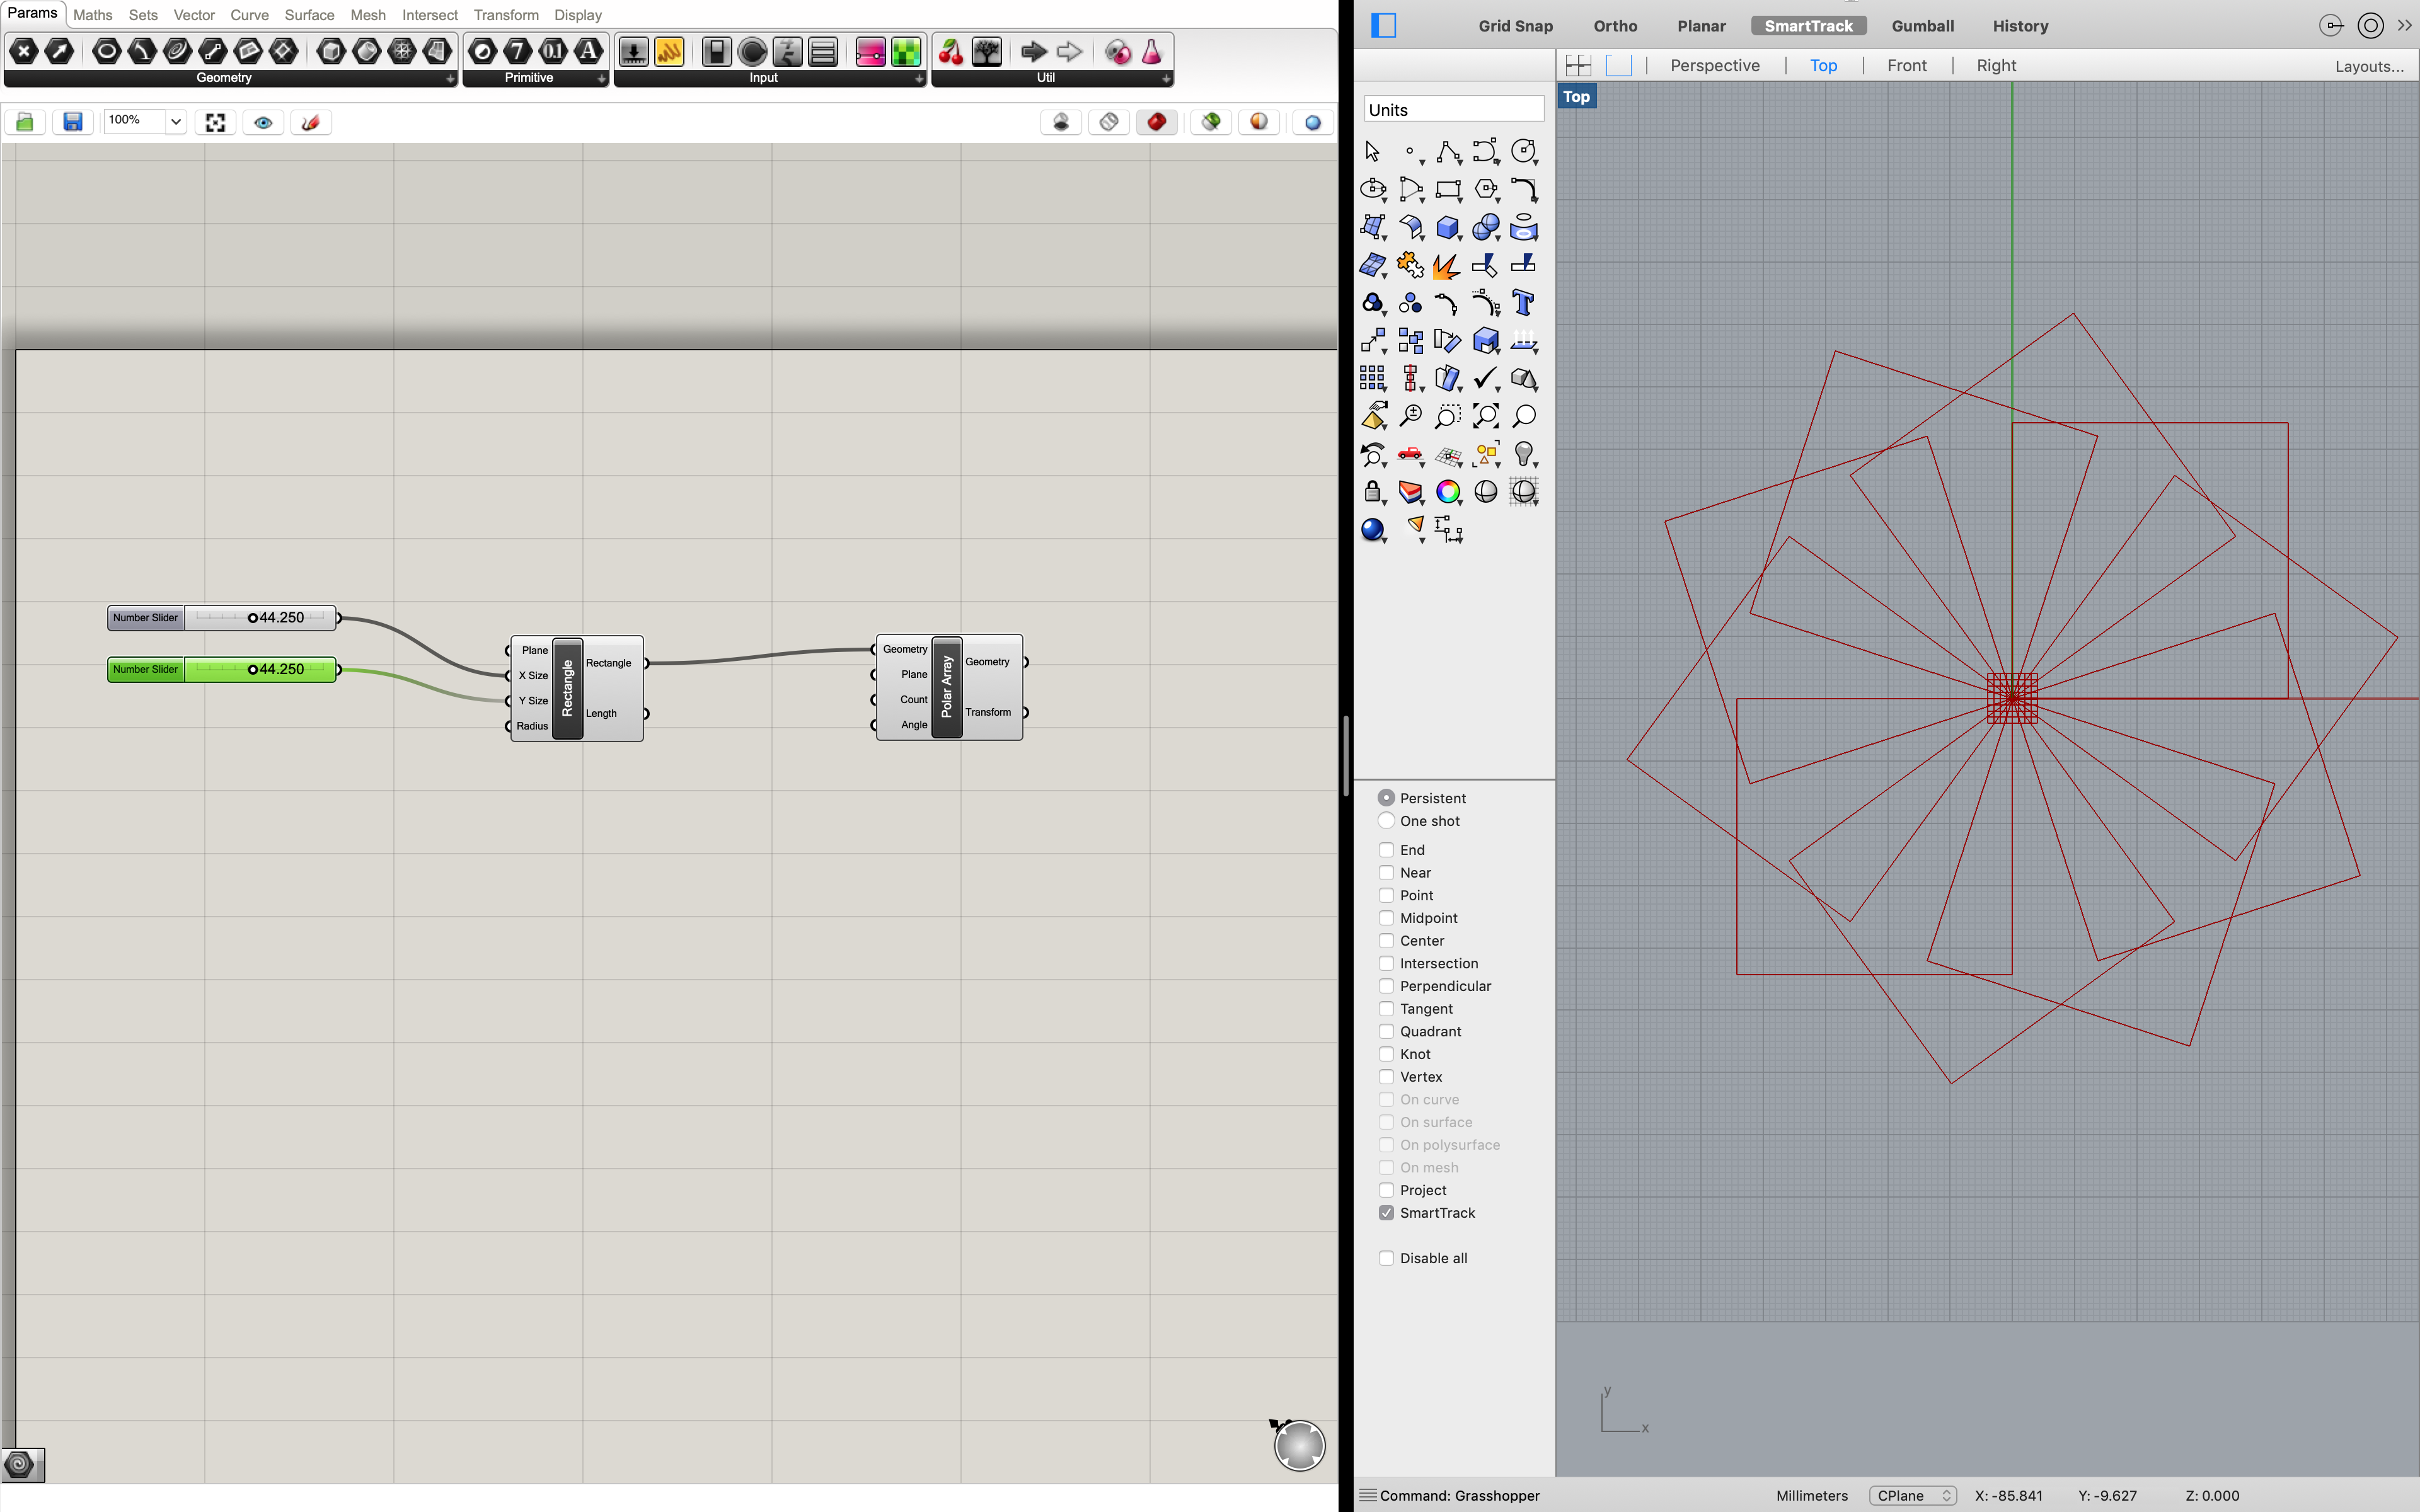 Params Maths Sets Vector Curve Surface Mesh Intersect Transform Display
Geometry Primitive Input Util
100%
Number Slider 44.250
Number Slider 44.250
Plane
X Size
Y Size
Radius
Rectangle
Rectangle
Length
Geometry
Plane
Count
Angle
Polar Array
Geometry
Transform
Grid Snap Ortho Planar SmartTrack Gumball History
Perspective Top Front Right Layouts...
Top
Units
Persistent
One shot
End
Near
Point
Midpoint
Center
Intersection
Perpendicular
Tangent
Quadrant
Knot
Vertex
On curve
On surface
On polysurface
On mesh
Project
SmartTrack
Disable all
y
x
Command: Grasshopper Millimeters CPlane X: -85.841 Y: -9.627 Z: 0.000